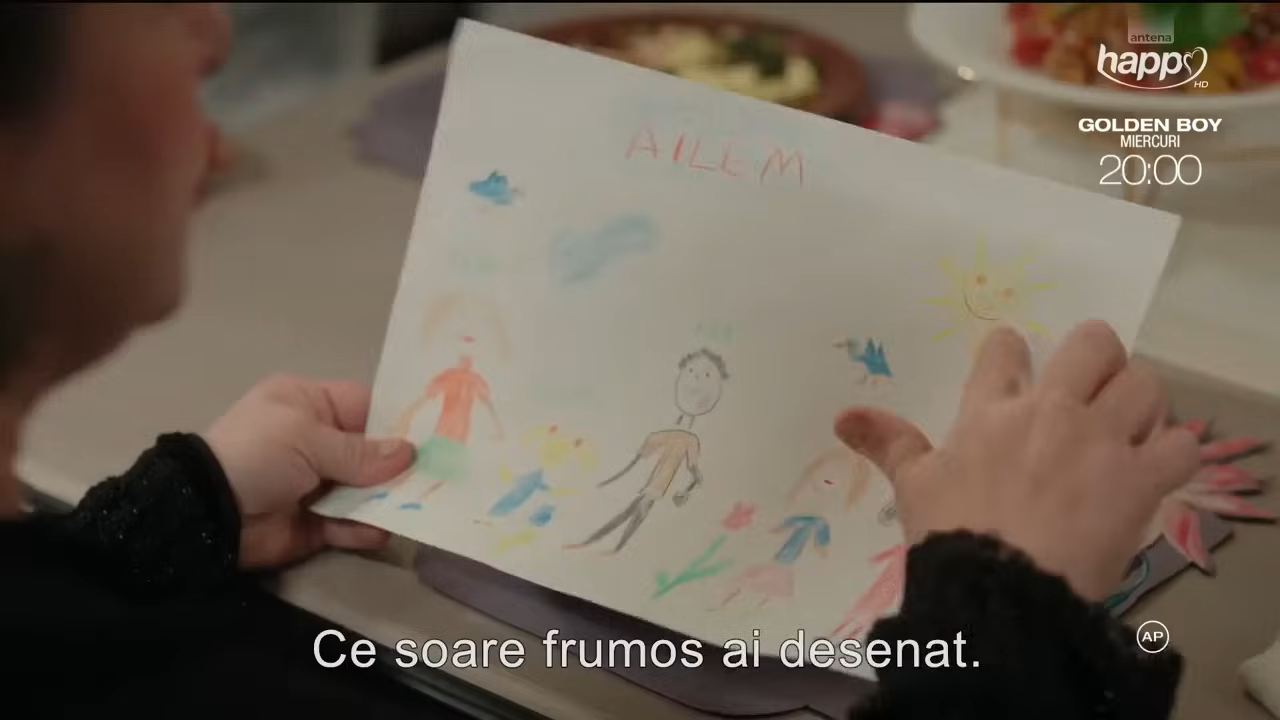 antena
happy
HD
GOLDEN BOY
MIERCURI
20:00
AILEM
Ce soare frumos ai desenat.
AP